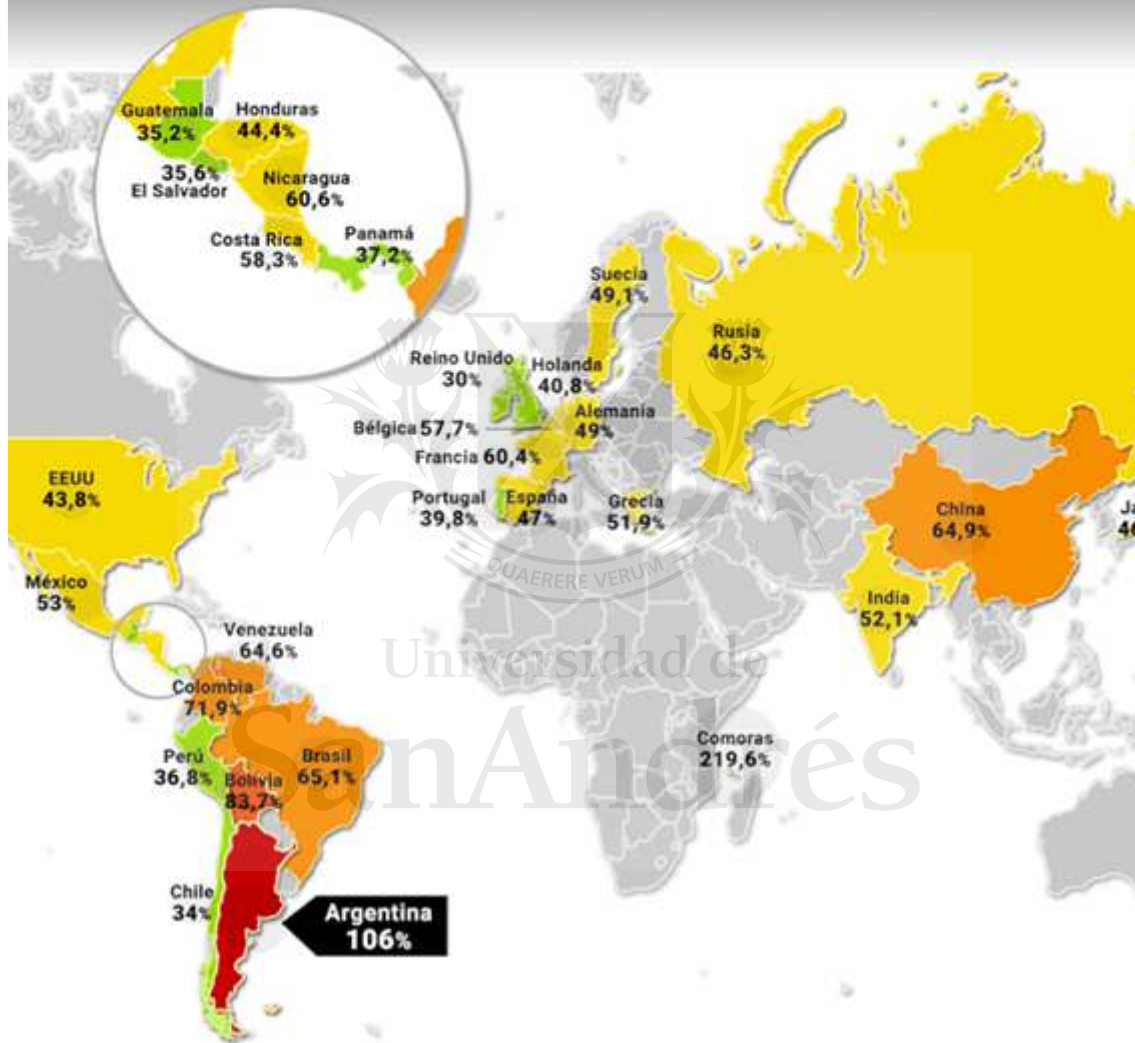 Guatemala
35,2%
Honduras
44,4%
35,6%
El Salvador
Nicaragua
60,6%
Costa Rica
58,3%
Panamá
37,2%
Suecia
49,1%
Rusia
46,3%
Reino Unido
30%
Holanda
40,8%
Alemania
49%
Bélgica 57,7%
Francia 60,4%
Portugal
39,8%
España
47%
Grecia
51,9%
EEUU
43,8%
China
64,9%
Ja
46
México
53%
India
52,1%
QUAERERE VERUM
Venezuela
64,6%
Universidad de
SanAndrés
Colombia
71,9%
Comoras
219,6%
Perú
36,8%
Bolivia
83,7%
Brasil
65,1%
Chile
34%
Argentina
106%